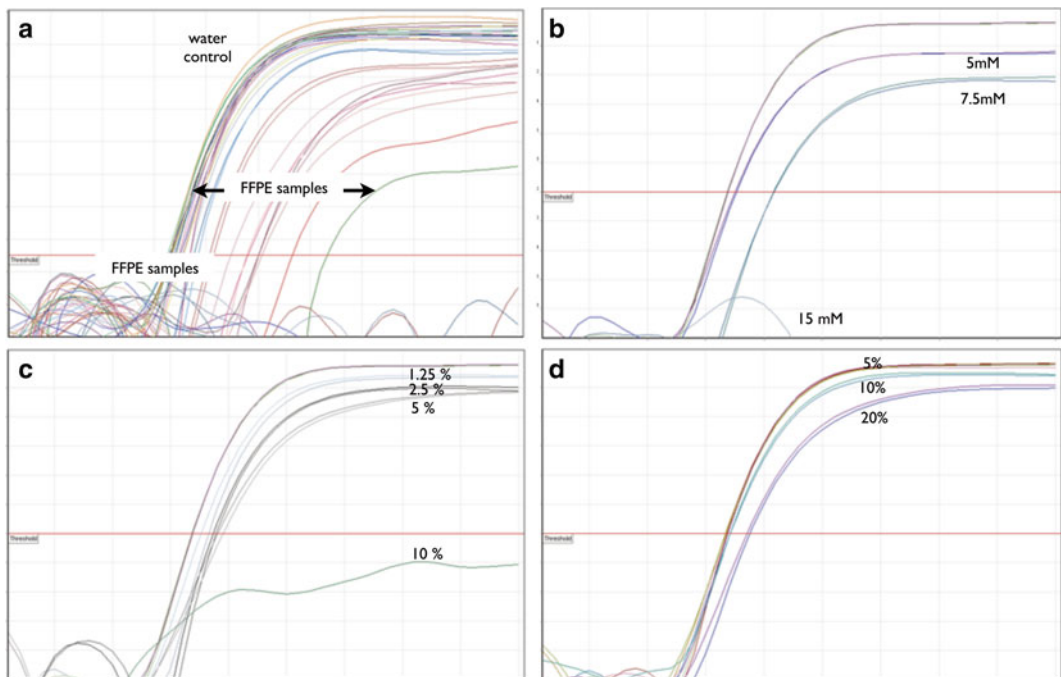 a
water
control
FFPE samples
FFPE samples
Threshold
b
5mM
7.5mM
Threshold
15 mM
c
1.25 %
2.5 %
5 %
Threshold
10 %
d
5%
10%
20%
Threshold